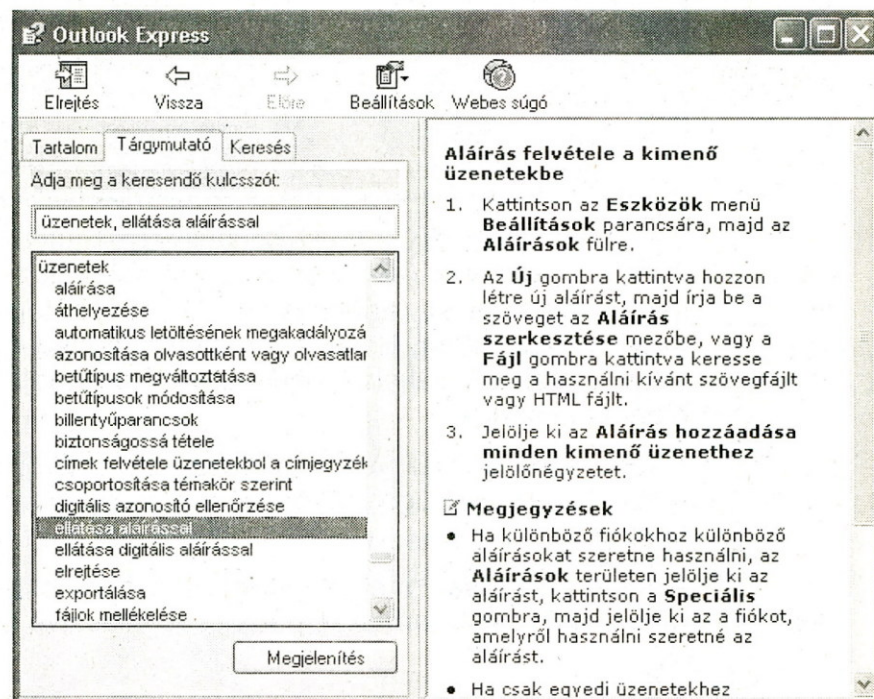 Outlook Express
Elrejtés Vissza Előre Beállítások Webes súgó
Tartalom Tárgymutató Keresés
Adja meg a keresendő kulcsszót:
üzenetek, ellátása aláírással
üzenetek
aláírása
áthelyezése
automatikus letöltésének megakadályozá
azonosítása olvasottként vagy olvasatlar
betűtípus megváltoztatása
betűtípusok módosítása
billentyűparancsok
biztonságossá tétele
címek felvétele üzenetekbol a címjegyzék
csoportosítása témakör szerint
digitális azonosító ellenőrzése
ellátása aláírással
ellátása digitális aláírással
elrejtése
exportálása
fájlok mellékelése
Megjelenítés
Aláírás felvétele a kimenő
üzenetekbe
1. Kattintson az Eszközök menü
Beállítások parancsára, majd az
Aláírások fülre.
2. Az Új gombra kattintva hozzon
létre új aláírást, majd írja be a
szöveget az Aláírás
szerkesztése mezőbe, vagy a
Fájl gombra kattintva keresse
meg a használni kívánt szövegfájlt
vagy HTML fájlt.
3. Jelölje ki az Aláírás hozzáadása
minden kimenő üzenethez
jelölőnégyzetet.
Megjegyzések
• Ha különböző fiókokhoz különböző
aláírásokat szeretne használni, az
Aláírások területen jelölje ki az
aláírást, kattintson a Speciális
gombra, majd jelölje ki az a fiókot,
amelyről használni szeretné az
aláírást.
• Ha csak egyedi üzenetekhez